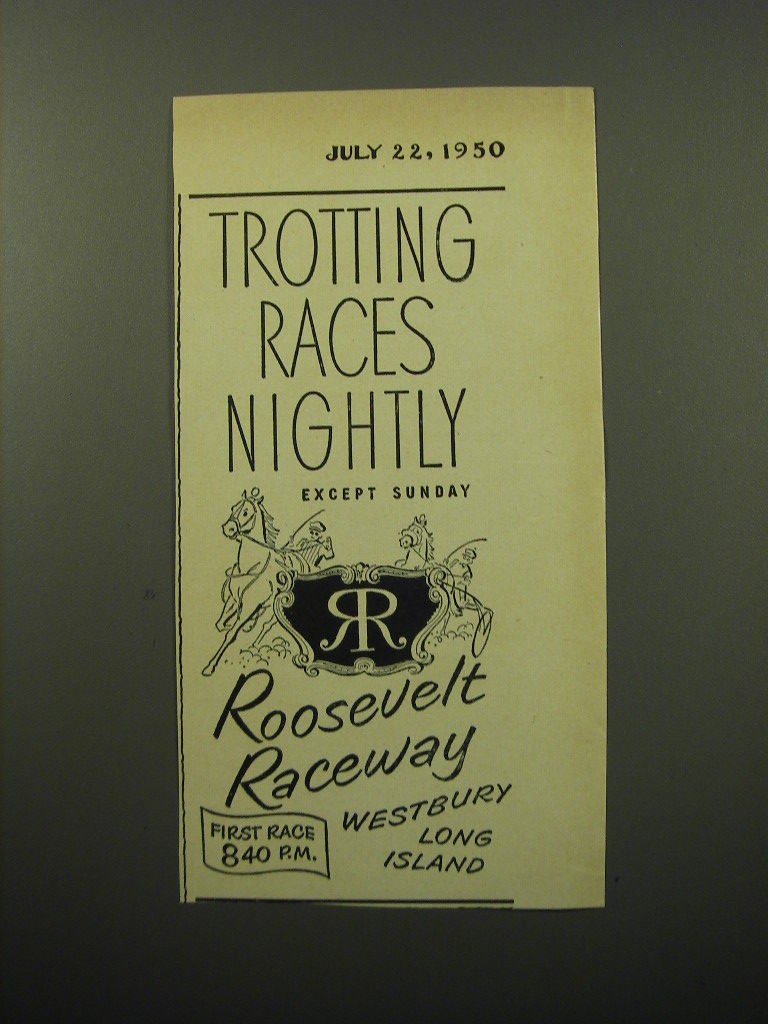 JULY 22, 1950
TROTTING
RACES
NIGHTLY
EXCEPT SUNDAY
RR
Roosevelt
Raceway
WESTBURY
LONG
ISLAND
FIRST RACE
840 P.M.